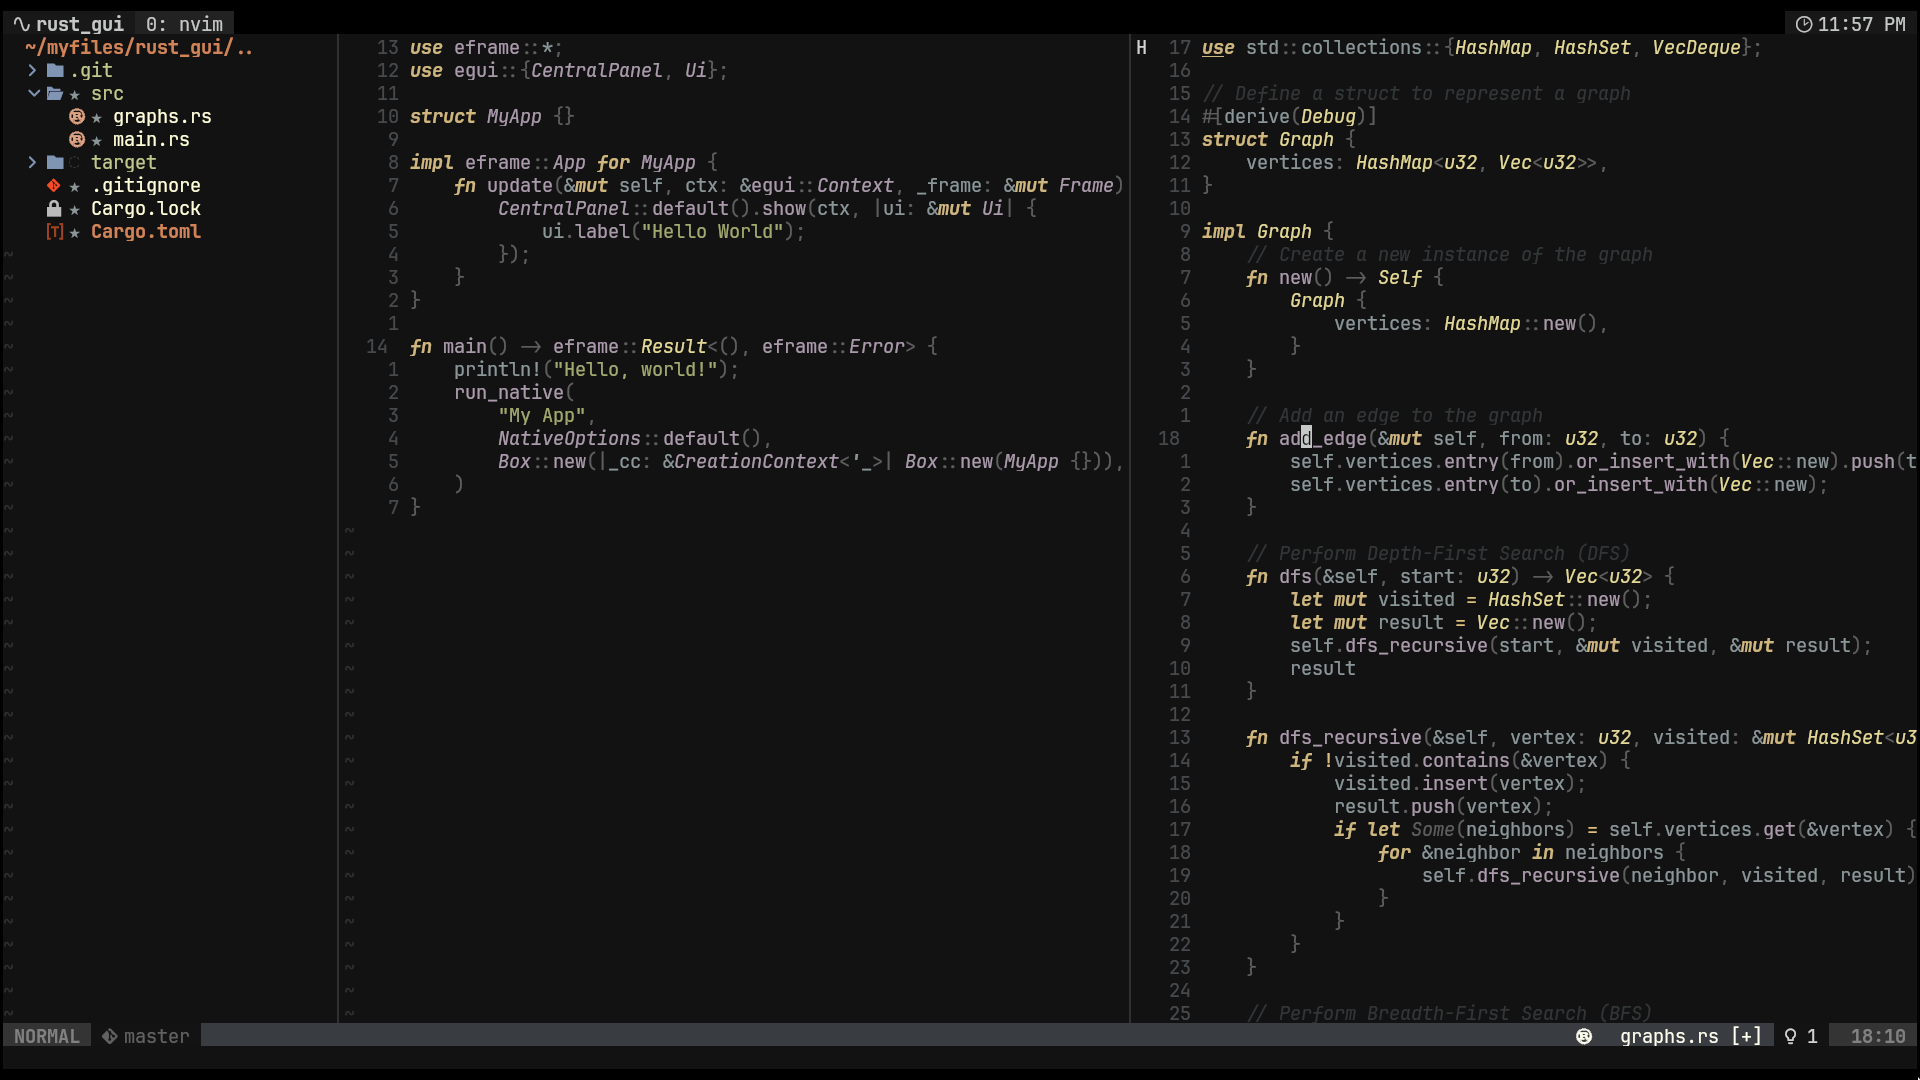 rust_gui 0: nvim 11:57 PM
~/myfiles/rust_gui/..
.git
src
graphs.rs
main.rs
target
.gitignore
Cargo.lock
Cargo.toml
13 use eframe::*;
12 use egui::{CentralPanel, Ui};
11
10 struct MyApp {}
9
8 impl eframe::App for MyApp {
7     fn update(&mut self, ctx: &egui::Context, _frame: &mut Frame)
6         CentralPanel::default().show(ctx, |ui: &mut Ui| {
5             ui.label("Hello World");
4         });
3     }
2 }
1
14 fn main() -> eframe::Result<(), eframe::Error> {
1     println!("Hello, world!");
2     run_native(
3         "My App",
4         NativeOptions::default(),
5         Box::new(|_cc: &CreationContext<'_>| Box::new(MyApp {})),
6     )
7 }
H 17 use std::collections::{HashMap, HashSet, VecDeque};
16
15 // Define a struct to represent a graph
14 #[derive(Debug)]
13 struct Graph {
12     vertices: HashMap<u32, Vec<u32>>,
11 }
10
9 impl Graph {
8     // Create a new instance of the graph
7     fn new() -> Self {
6         Graph {
5             vertices: HashMap::new(),
4         }
3     }
2
1     // Add an edge to the graph
18     fn add_edge(&mut self, from: u32, to: u32) {
1         self.vertices.entry(from).or_insert_with(Vec::new).push(t
2         self.vertices.entry(to).or_insert_with(Vec::new);
3     }
4
5     // Perform Depth-First Search (DFS)
6     fn dfs(&self, start: u32) -> Vec<u32> {
7         let mut visited = HashSet::new();
8         let mut result = Vec::new();
9         self.dfs_recursive(start, &mut visited, &mut result);
10         result
11     }
12
13     fn dfs_recursive(&self, vertex: u32, visited: &mut HashSet<u3
14         if !visited.contains(&vertex) {
15             visited.insert(vertex);
16             result.push(vertex);
17             if let Some(neighbors) = self.vertices.get(&vertex) {
18                 for &neighbor in neighbors {
19                     self.dfs_recursive(neighbor, visited, result)
20                 }
21             }
22         }
23     }
24
25     // Perform Breadth-First Search (BFS)
NORMAL master graphs.rs [+] 1 18:10